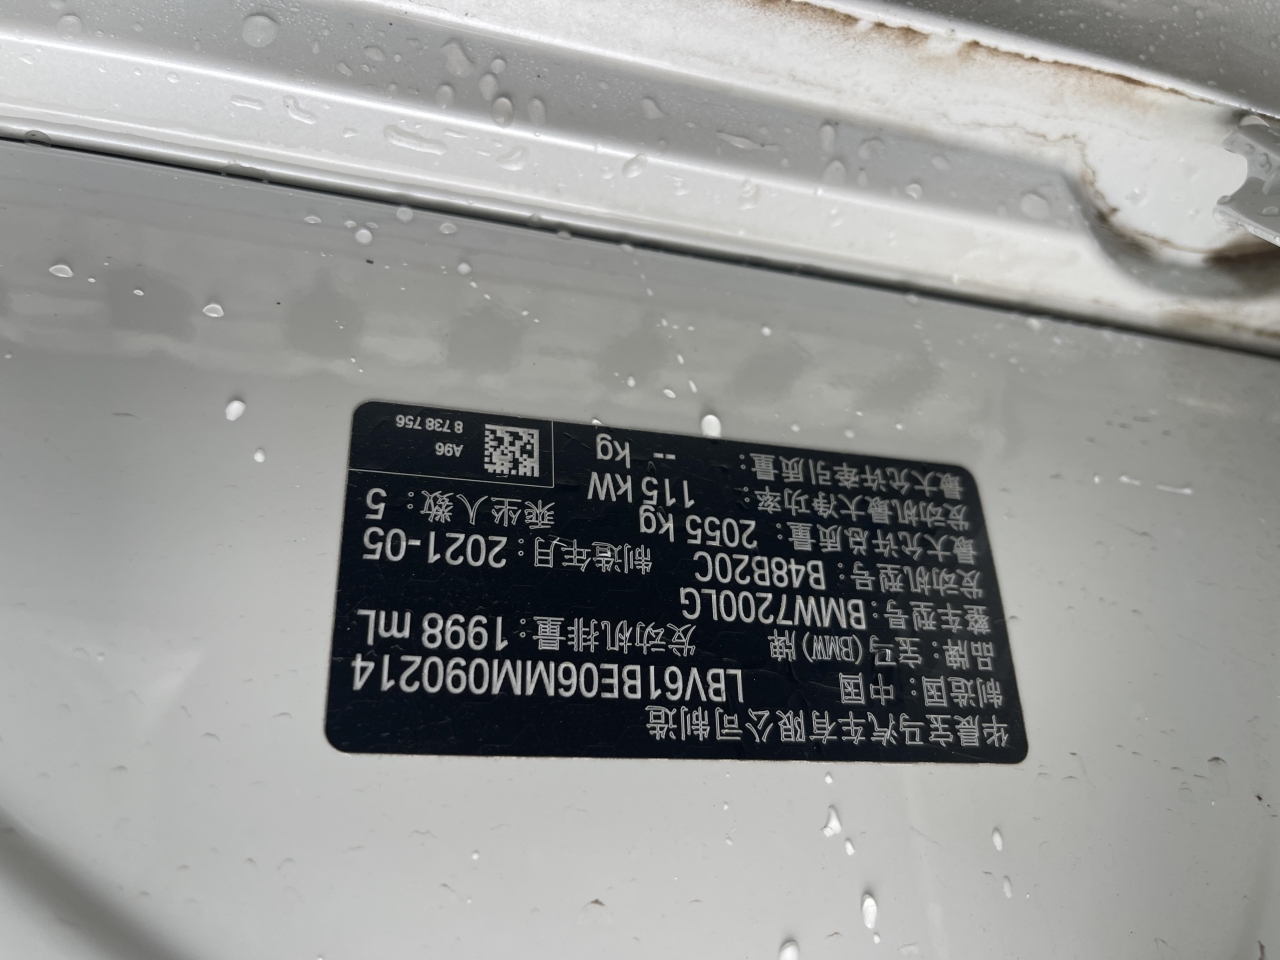 华晨宝马汽车有限公司制造
制造国：中国 LBV61BE06MM090214
品牌：宝马(BMW)牌 发动机排量：1998 mL
整车型号：BMW7200LG
发动机型号：B48B20C 制造年月：2021-05
最大允许总质量：2055 kg 乘坐人数：5
发动机最大净功率：115 kW
最大允许牵引质量：-- kg
A96
8 738 756